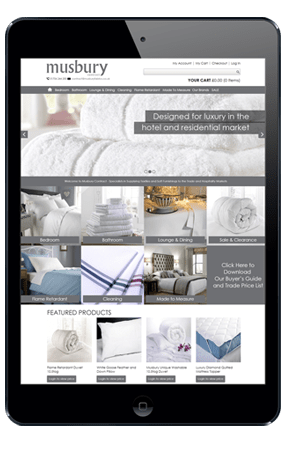 musbury
My Account / My Cart / Checkout / Log In
YOUR CART £0.00 (0 items)
Bedroom Bathroom Lounge & Dining Cleaning Flame Retardant Made to Measure Our Brands SALE
Designed for luxury in the
hotel and residential market
Bedroom
Bathroom
Lounge & Dining
Sale & Clearance
Flame Retardant
Cleaning
Made to Measure
Click Here to
Download
Our Buyer's Guide
and Trade Price List
FEATURED PRODUCTS
Flame Retardant Duvet
10.5tog
White Goose Feather and
Down Pillow
Musbury Unique Washable
10.5tog Duvet
Luxury Diamond Quilted
Mattress Topper